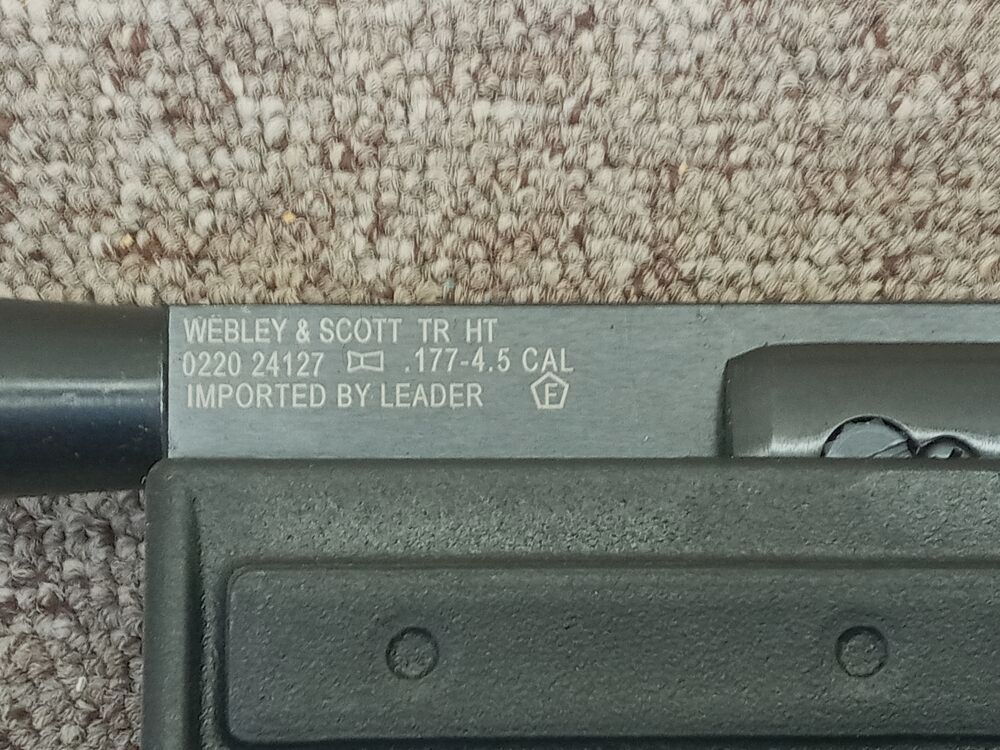 WEBLEY & SCOTT TR HT
0220 24127 .177-4.5 CAL
IMPORTED BY LEADER F